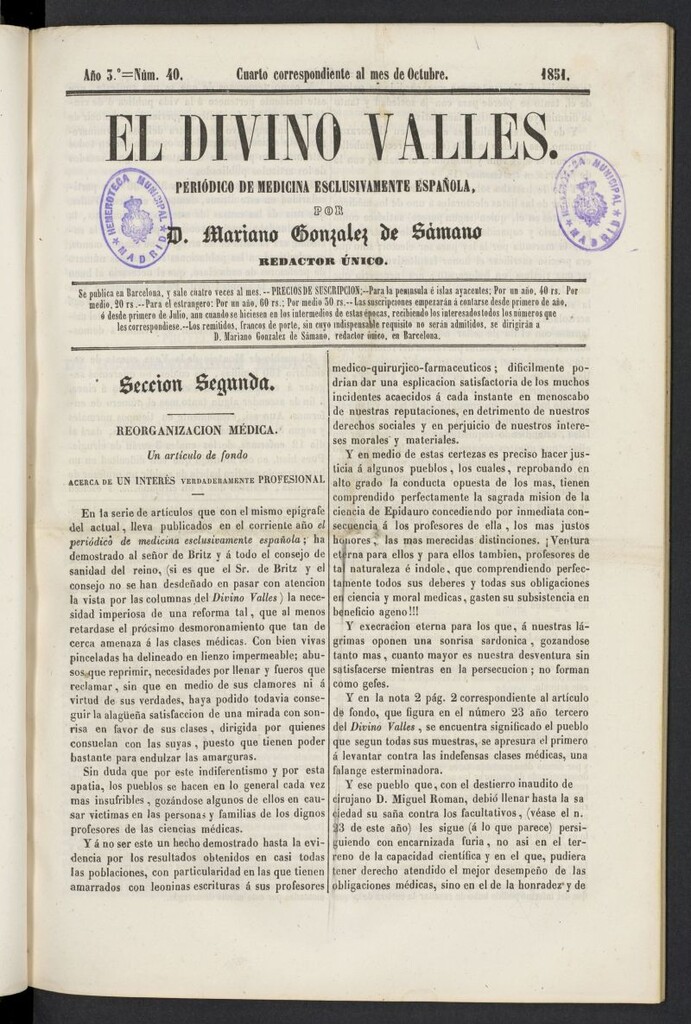 Año 3.º=Núm. 40. Cuarto correspondiente al mes de Octubre. 1851.
EL DIVINO VALLES.
PERIÓDICO DE MEDICINA ESCLUSIVAMENTE ESPAÑOLA,
POR
D. Mariano Gonzalez de Sámano
REDACTOR ÚNICO.
HEMEROTECA MUNICIPAL
MADRID
HEMEROTECA MUNICIPAL
MADRID
Se publica en Barcelona, y sale cuatro veces al mes.--PRECIOS DE SUSCRIPCION;--Para la península é islas ayacentes; Por un año, 40 rs. Por
medio, 20 rs.--Para el estrangero: Por un año, 60 rs.; Por medio 30 rs.--Las suscripciones empezarán á contarse desde primero de año,
ó desde primero de Julio, aun cuando se hiciesen en los intermedios de estas épocas, recibiendo los interesados todos los números que
les correspondiese.--Los remitidos, francos de porte, sin cuyo indispensable requisito no serán admitidos, se dirigirán a
D. Mariano Gonzalez de Sámano, redactor único, en Barcelona.
Seccion Segunda.
REORGANIZACION MÉDICA.
Un artículo de fondo
ACERCA DE UN INTERÉS VERDADERAMENTE PROFESIONAL
En la serie de artículos que con el mismo epígrafe
del actual, lleva publicados en el corriente año el
periódico de medicina esclusivamente española; ha
demostrado al señor de Britz y á todo el consejo de
sanidad del reino, (si es que el Sr. de Britz y el
consejo no se han desdeñado en pasar con atencion
la vista por las columnas del Divino Valles) la nece-
sidad imperiosa de una reforma tal, que al menos
retardase el prócsimo desmoronamiento que tan de
cerca amenaza á las clases médicas. Con bien vivas
pinceladas ha delineado en lienzo impermeable; abu-
sos que reprimir, necesidades por llenar y fueros que
reclamar, sin que en medio de sus clamores ni á
virtud de sus verdades, haya podido todavia conse-
guir la alagüeña satisfaccion de una mirada con son-
risa en favor de sus clases, dirigida por quienes
consuelan con las suyas, puesto que tienen poder
bastante para endulzar las amarguras.
Sin duda que por este indiferentismo y por esta
apatia, los pueblos se hacen en lo general cada vez
mas insufribles, gozándose algunos de ellos en cau-
sar victimas en las personas y familias de los dignos
profesores de las ciencias médicas.
Y á no ser este un hecho demostrado hasta la evi-
dencia por los resultados obtenidos en casi todas
las poblaciones, con particularidad en las que tienen
amarrados con leoninas escrituras á sus profesores
medico-quirurjico-farmaceuticos; dificilmente po-
drian dar una esplicacion satisfactoria de los muchos
incidentes acaecidos á cada instante en menoscabo
de nuestras reputaciones, en detrimento de nuestros
derechos sociales y en perjuicio de nuestros intere-
ses morales y materiales.
Y en medio de estas certezas es preciso hacer jus-
ticia á algunos pueblos, los cuales, reprobando en
alto grado la conducta opuesta de los mas, tienen
comprendido perfectamente la sagrada mision de la
ciencia de Epidauro concediendo por inmediata con-
secuencia á los profesores de ella, los mas justos
honores, las mas merecidas distinciones. ¡Ventura
eterna para ellos y para ellos tambien, profesores de
naturaleza é indole, que comprendiendo perfec-
tamente todos sus deberes y todas sus obligaciones
en ciencia y moral medicas, gasten su subsistencia en
beneficio ageno!!!
Y execracion eterna para los que, á nuestras lá-
grimas oponen una sonrisa sardonica, gozandose
tanto mas, cuanto mayor es nuestra desventura sin
satisfacerse mientras en la persecucion; no forman
como gefes.
Y en la nota 2 pág. 2 correspondiente al artículo
de fondo, que figura en el número 23 año tercero
del Divino Valles, se encuentra significado el pueblo
que segun todas sus muestras, se apresura el primero
á levantar contra las indefensas clases médicas, una
falange esterminadora.
Y ese pueblo que, con el destierro inaudito de
cirujano D. Miguel Roman, debió llenar hasta la sa
ciedad su saña contra los facultativos, (véase el n.
23 de este año) les sigue (á lo que parece) persi-
guiendo con encarnizada furia, no asi en el ter-
reno de la capacidad científica y en el que, pudiera
tener derecho atendido el mejor desempeño de las
obligaciones médicas, sino en el de la honradez y de